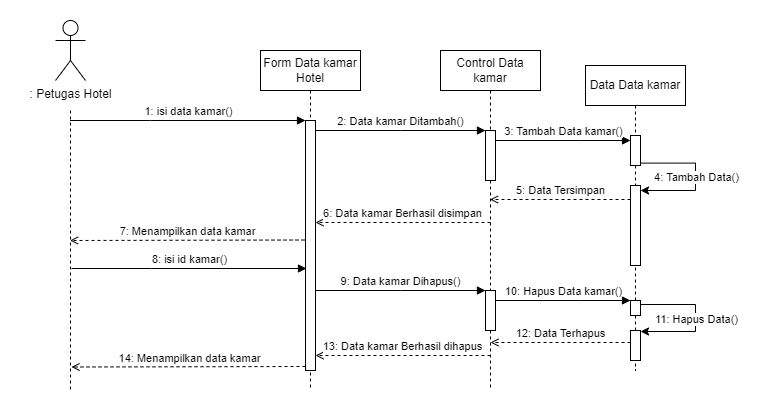 Form Data kamar
Hotel
Control Data
kamar
Data Data kamar
: Petugas Hotel
1: isi data kamar()
2: Data kamar Ditambah()
3: Tambah Data kamar()
4: Tambah Data()
5: Data Tersimpan
6: Data kamar Berhasil disimpan
7: Menampilkan data kamar
8: isi id kamar()
9: Data kamar Dihapus()
10: Hapus Data kamar()
11: Hapus Data()
12: Data Terhapus
13: Data kamar Berhasil dihapus
14: Menampilkan data kamar